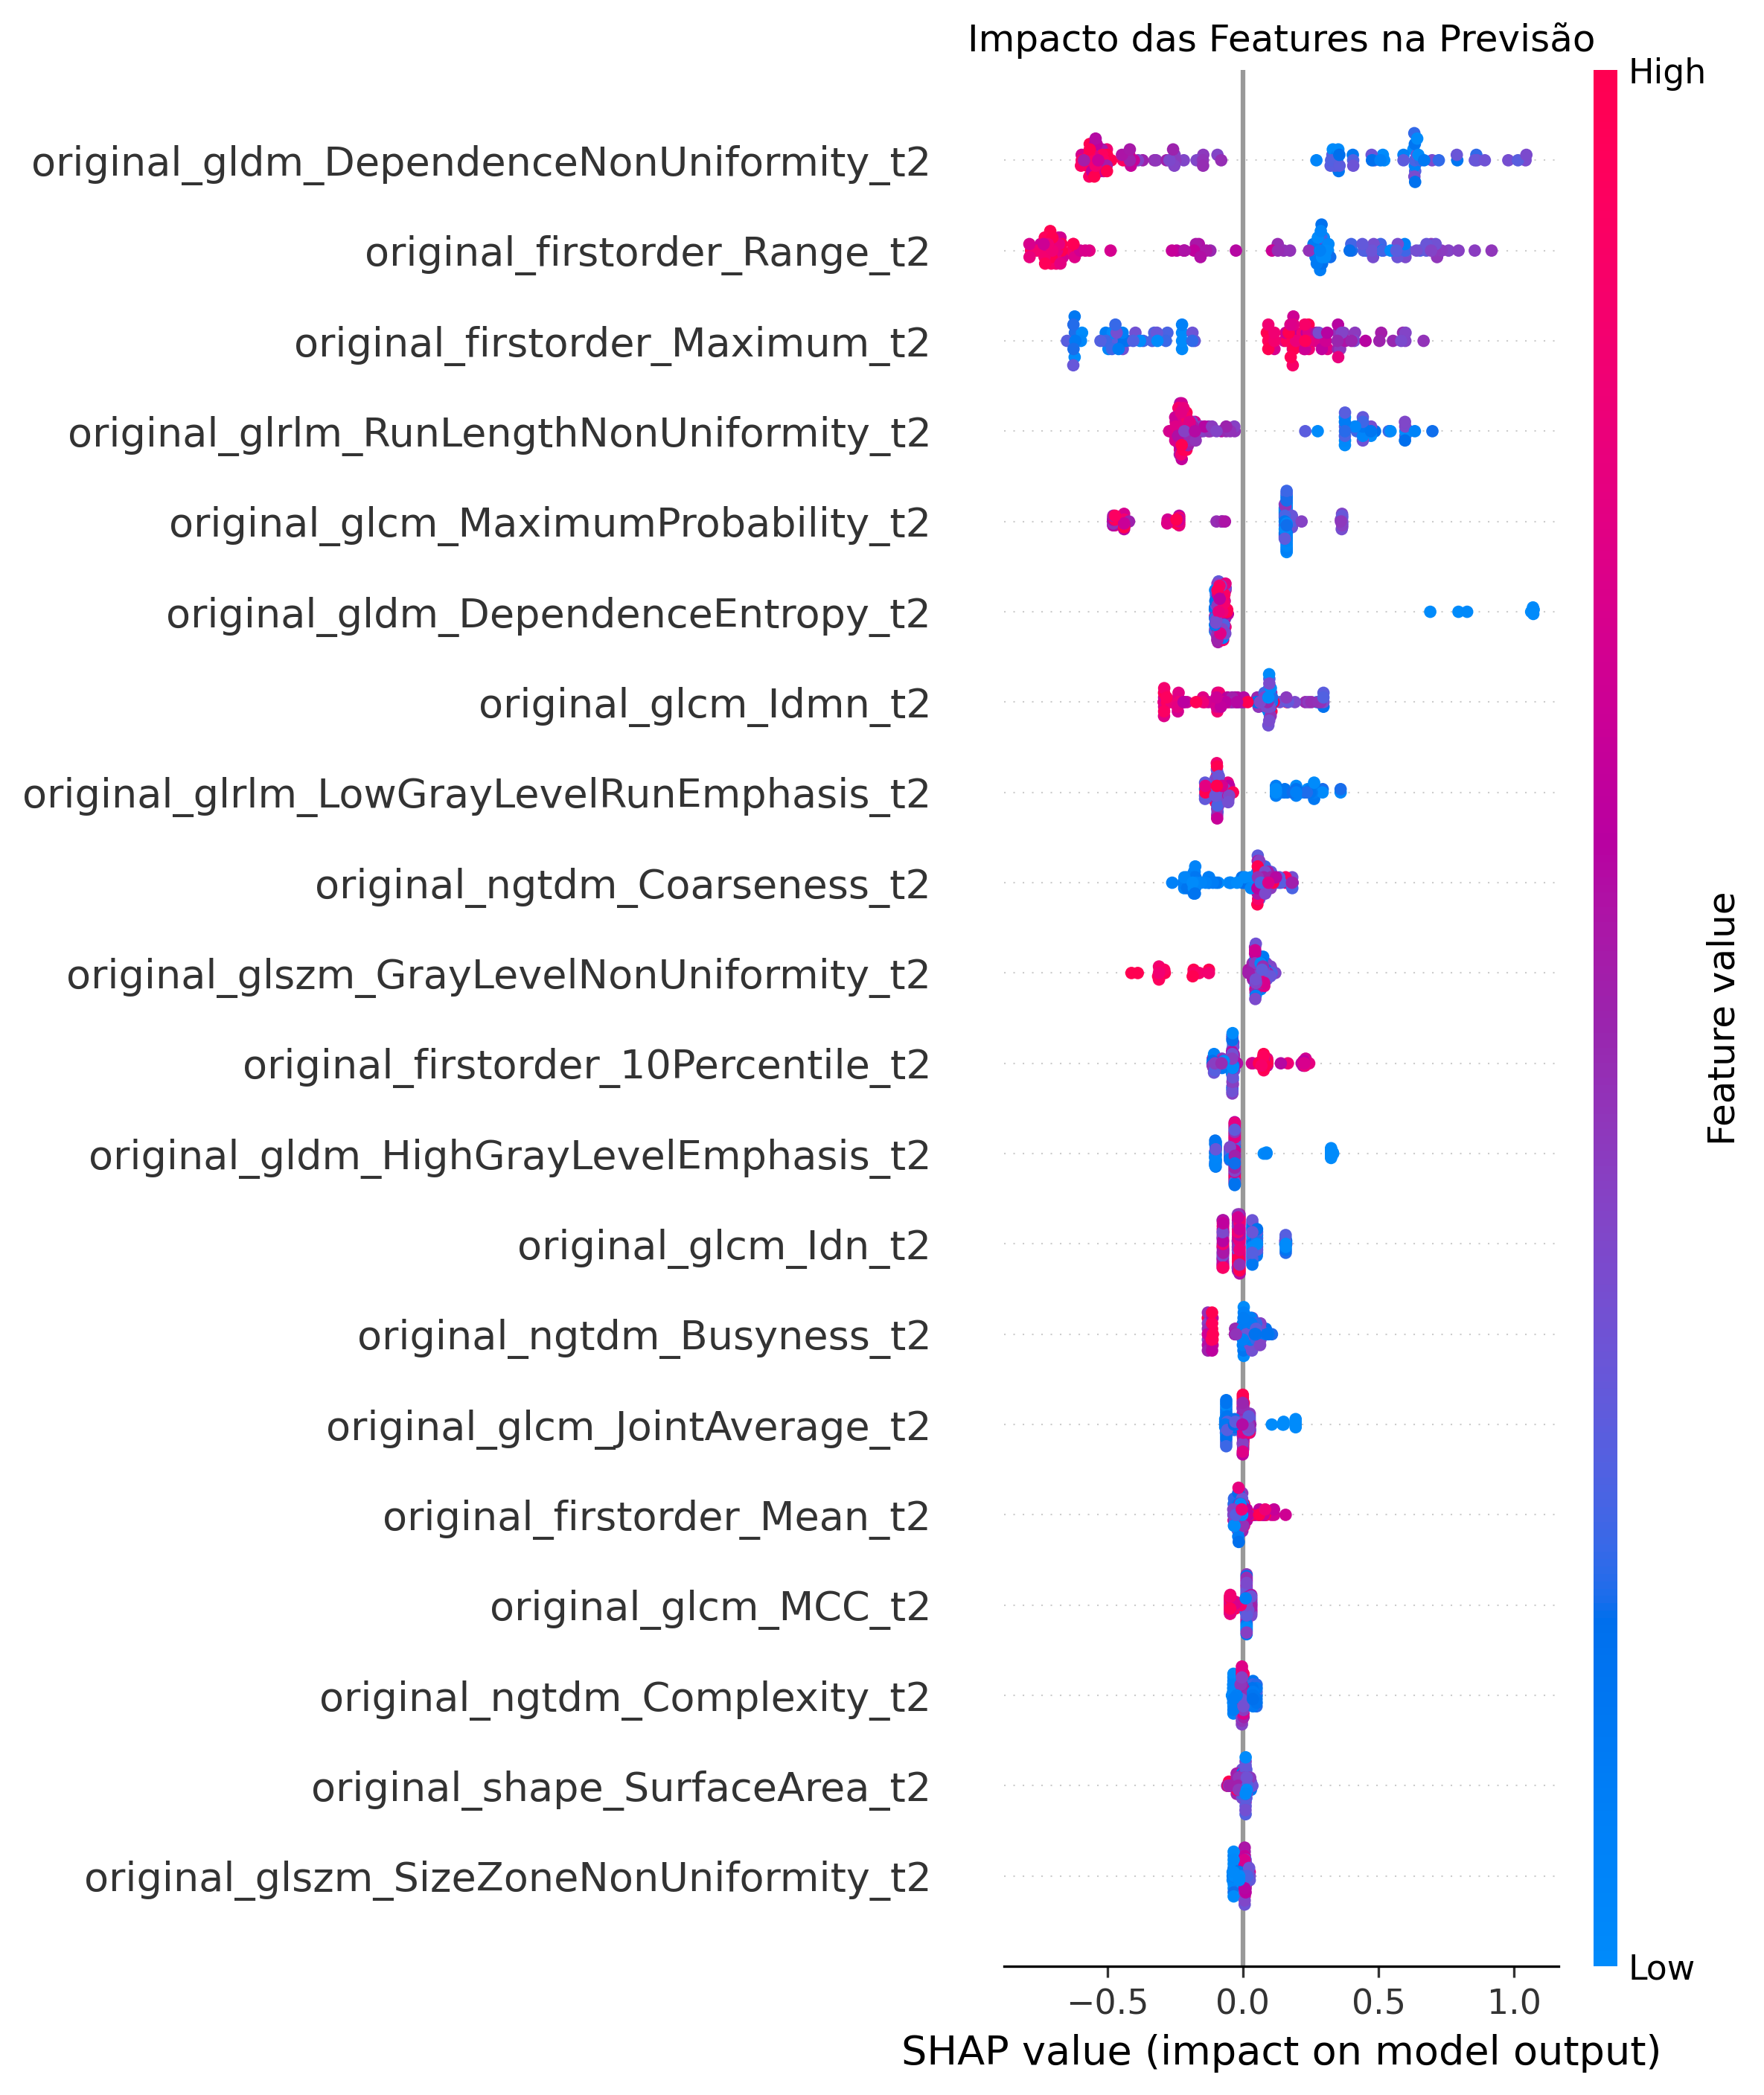 Impacto das Features na Previsão
High
original_gldm_DependenceNonUniformity_t2
original_firstorder_Range_t2
original_firstorder_Maximum_t2
original_glrlm_RunLengthNonUniformity_t2
original_glcm_MaximumProbability_t2
original_gldm_DependenceEntropy_t2
original_glcm_Idmn_t2
original_glrlm_LowGrayLevelRunEmphasis_t2
original_ngtdm_Coarseness_t2
original_glszm_GrayLevelNonUniformity_t2
original_firstorder_10Percentile_t2
original_gldm_HighGrayLevelEmphasis_t2
original_glcm_Idn_t2
original_ngtdm_Busyness_t2
original_glcm_JointAverage_t2
original_firstorder_Mean_t2
original_glcm_MCC_t2
original_ngtdm_Complexity_t2
original_shape_SurfaceArea_t2
original_glszm_SizeZoneNonUniformity_t2
Feature value
Low
−0.5 0.0 0.5 1.0
SHAP value (impact on model output)